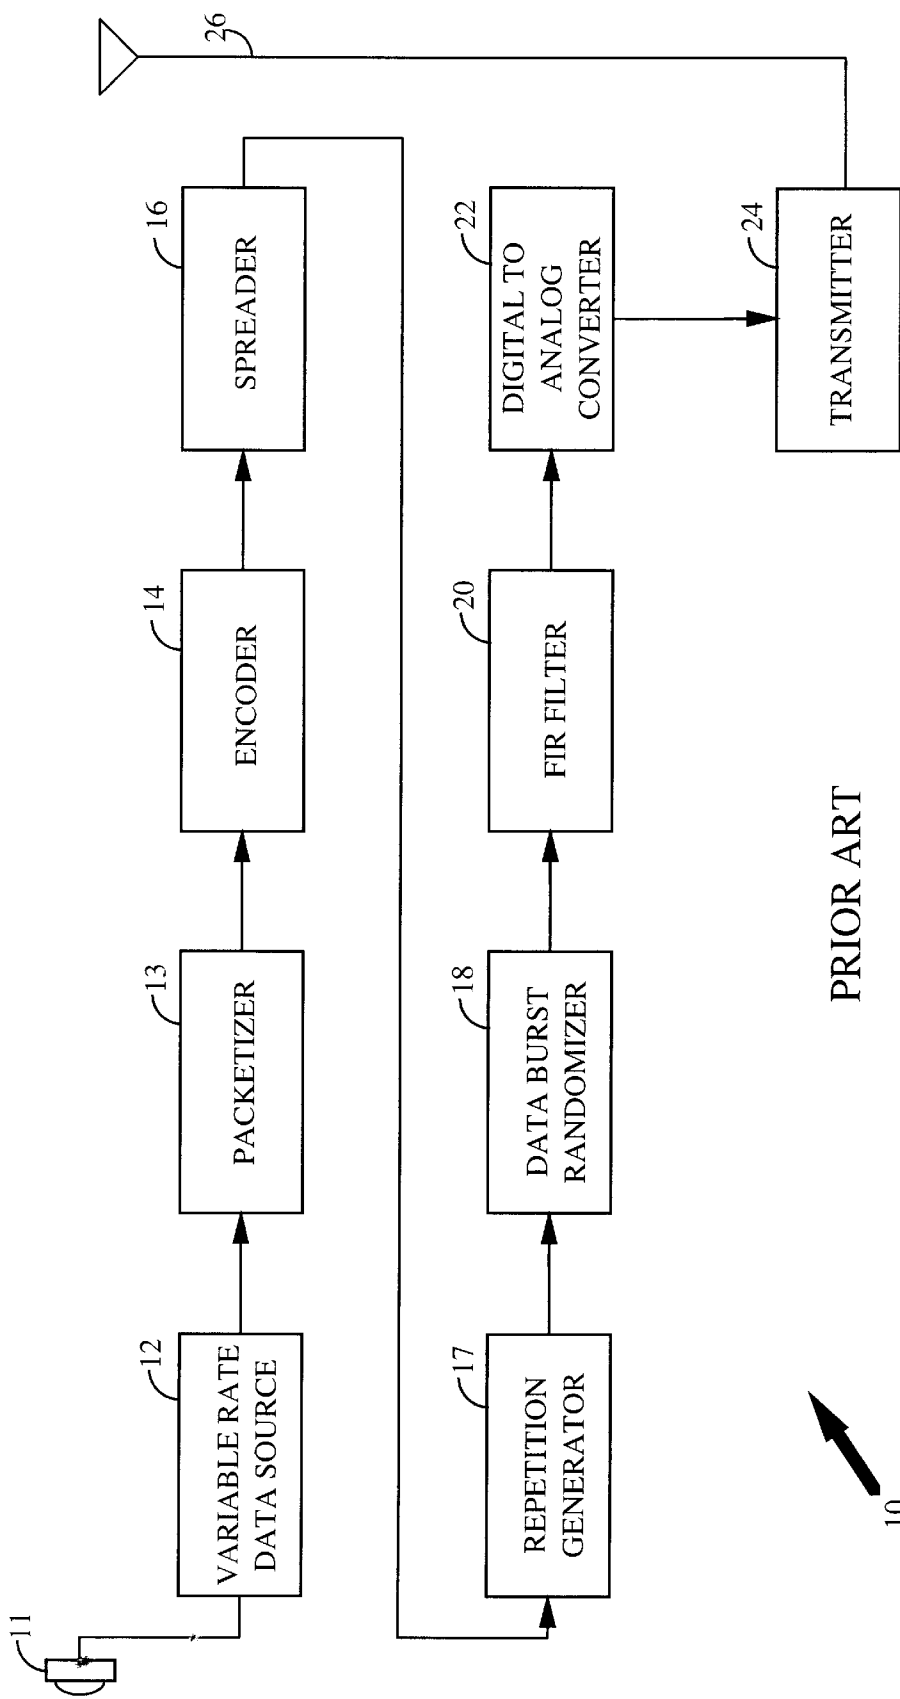 11
12
VARIABLE RATE
DATA SOURCE
13
PACKETIZER
14
ENCODER
16
SPREADER
26
17
REPETITION
GENERATOR
18
DATA BURST
RANDOMIZER
20
FIR FILTER
22
DIGITAL TO
ANALOG
CONVERTER
24
TRANSMITTER
10
PRIOR ART